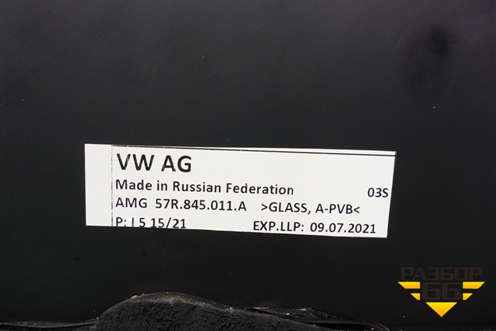 VW AG
Made in Russian Federation 03S
AMG 57R.845.011.A >GLASS, A-PVB<
P: L5 15/21 EXP.LLP: 09.07.2021
РАЗБОР
66